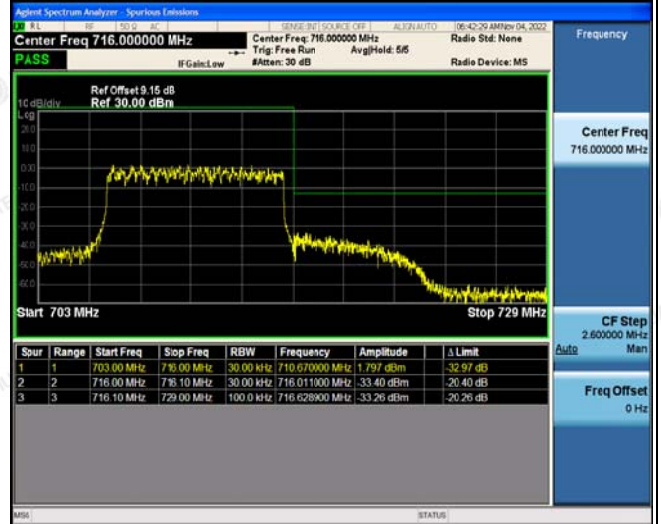 Agilent Spectrum Analyzer - Spurious Emissions
RL RF 50 Ω AC SENSE:INT SOURCE OFF ALIGN AUTO 06:42:29 AM Nov 04, 2022
Center Freq 716.000000 MHz
Center Freq: 716.000000 MHz
Radio Std: None
Frequency
Trig: Free Run Avg|Hold: 5/5
PASS
IFGain:Low
#Atten: 30 dB
Radio Device: MS
Ref Offset 9.15 dB
10 dB/div Ref 30.00 dBm
Log
20.0
10.0
0.00
-10.0
-20.0
-30.0
-40.0
-50.0
-60.0
Start 703 MHz
Stop 729 MHz
Center Freq
716.000000 MHz
CF Step
2.600000 MHz
Auto Man
Freq Offset
0 Hz
Spur Range Start Freq Stop Freq RBW Frequency Amplitude Δ Limit
1 1 703.00 MHz 716.00 MHz 30.00 kHz 710.670000 MHz 1.797 dBm -32.97 dB
2 2 716.00 MHz 716.10 MHz 30.00 kHz 716.011000 MHz -33.40 dBm -20.40 dB
3 3 716.10 MHz 729.00 MHz 100.0 kHz 716.628900 MHz -33.26 dBm -20.26 dB
MSG
STATUS